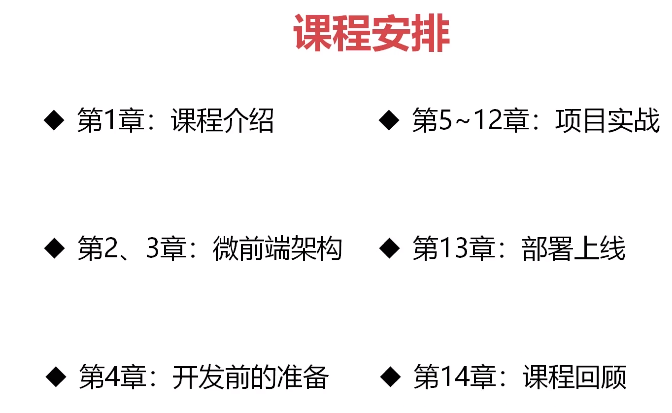 课程安排
◆ 第1章：课程介绍
◆ 第5~12章：项目实战
◆ 第2、3章：微前端架构
◆ 第13章：部署上线
◆ 第4章：开发前的准备
◆ 第14章：课程回顾